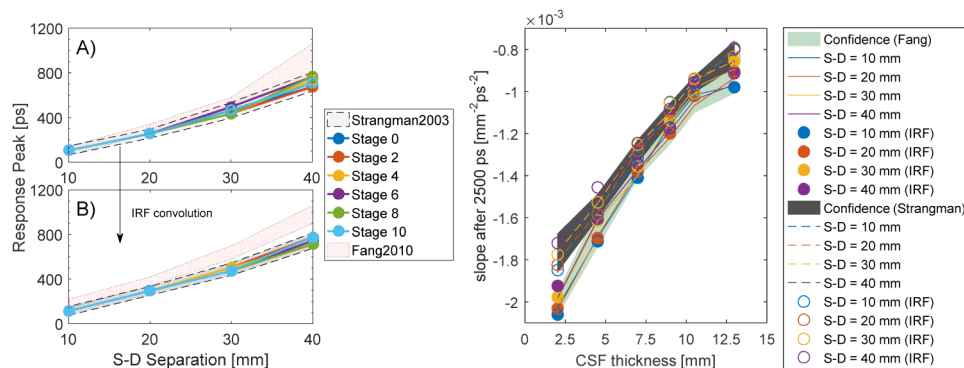 1200
A)
800
400
0
10
20
30
40
Response Peak [ps]
IRF convolution
1200
B)
800
400
0
10
20
30
40
S-D Separation [mm]
Strangman2003
Stage 0
Stage 2
Stage 4
Stage 6
Stage 8
Stage 10
Fang2010
× 10⁻³
-0.8
-1
-1.2
-1.4
-1.6
-1.8
-2
slope after 2500 ps [mm⁻²ps⁻²]
0
2.5
5
7.5
10
12.5
15
CSF thickness [mm]
Confidence (Fang)
S-D = 10 mm
S-D = 20 mm
S-D = 30 mm
S-D = 40 mm
S-D = 10 mm (IRF)
S-D = 20 mm (IRF)
S-D = 30 mm (IRF)
S-D = 40 mm (IRF)
Confidence (Strangman)
S-D = 10 mm
S-D = 20 mm
S-D = 30 mm
S-D = 40 mm
S-D = 10 mm (IRF)
S-D = 20 mm (IRF)
S-D = 30 mm (IRF)
S-D = 40 mm (IRF)